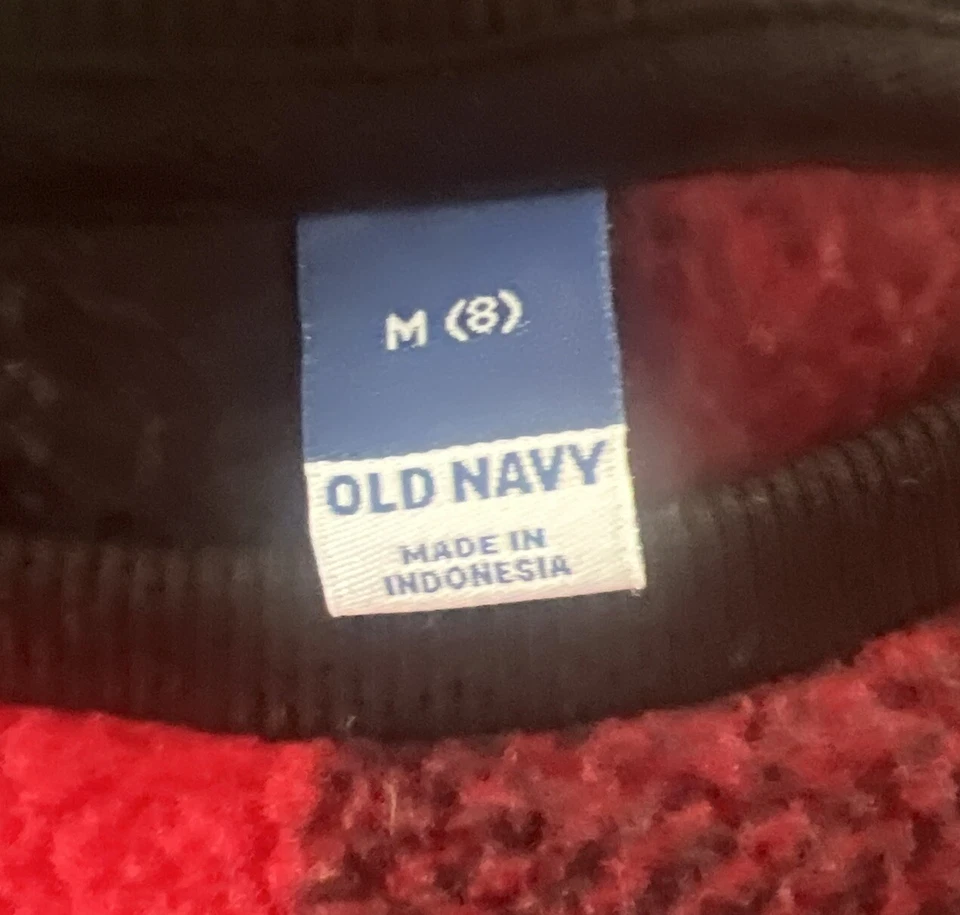 M (8)
OLD NAVY
MADE IN
INDONESIA